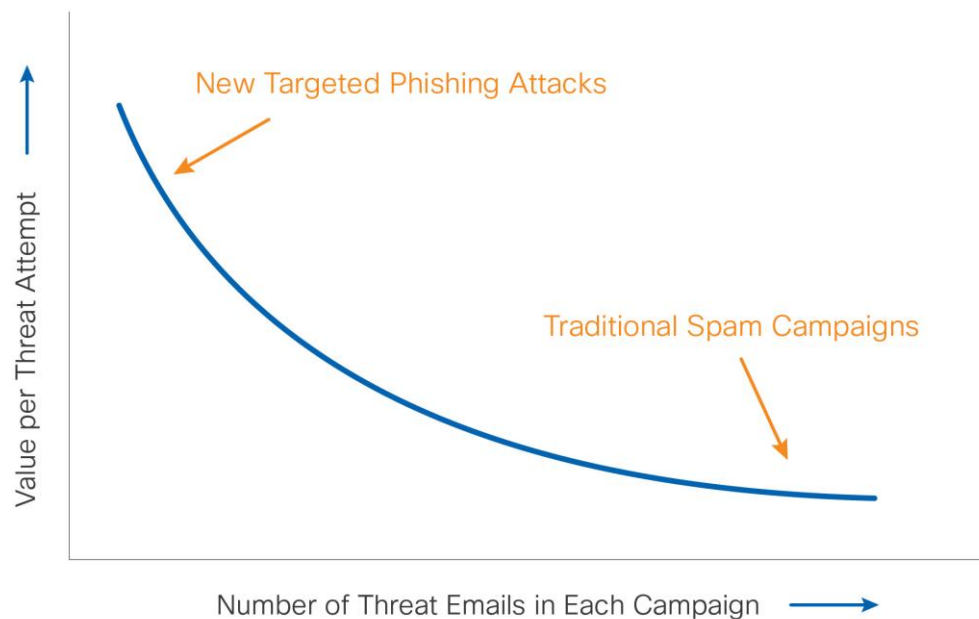 New Targeted Phishing Attacks
Value per Threat Attempt
Traditional Spam Campaigns
Number of Threat Emails in Each Campaign